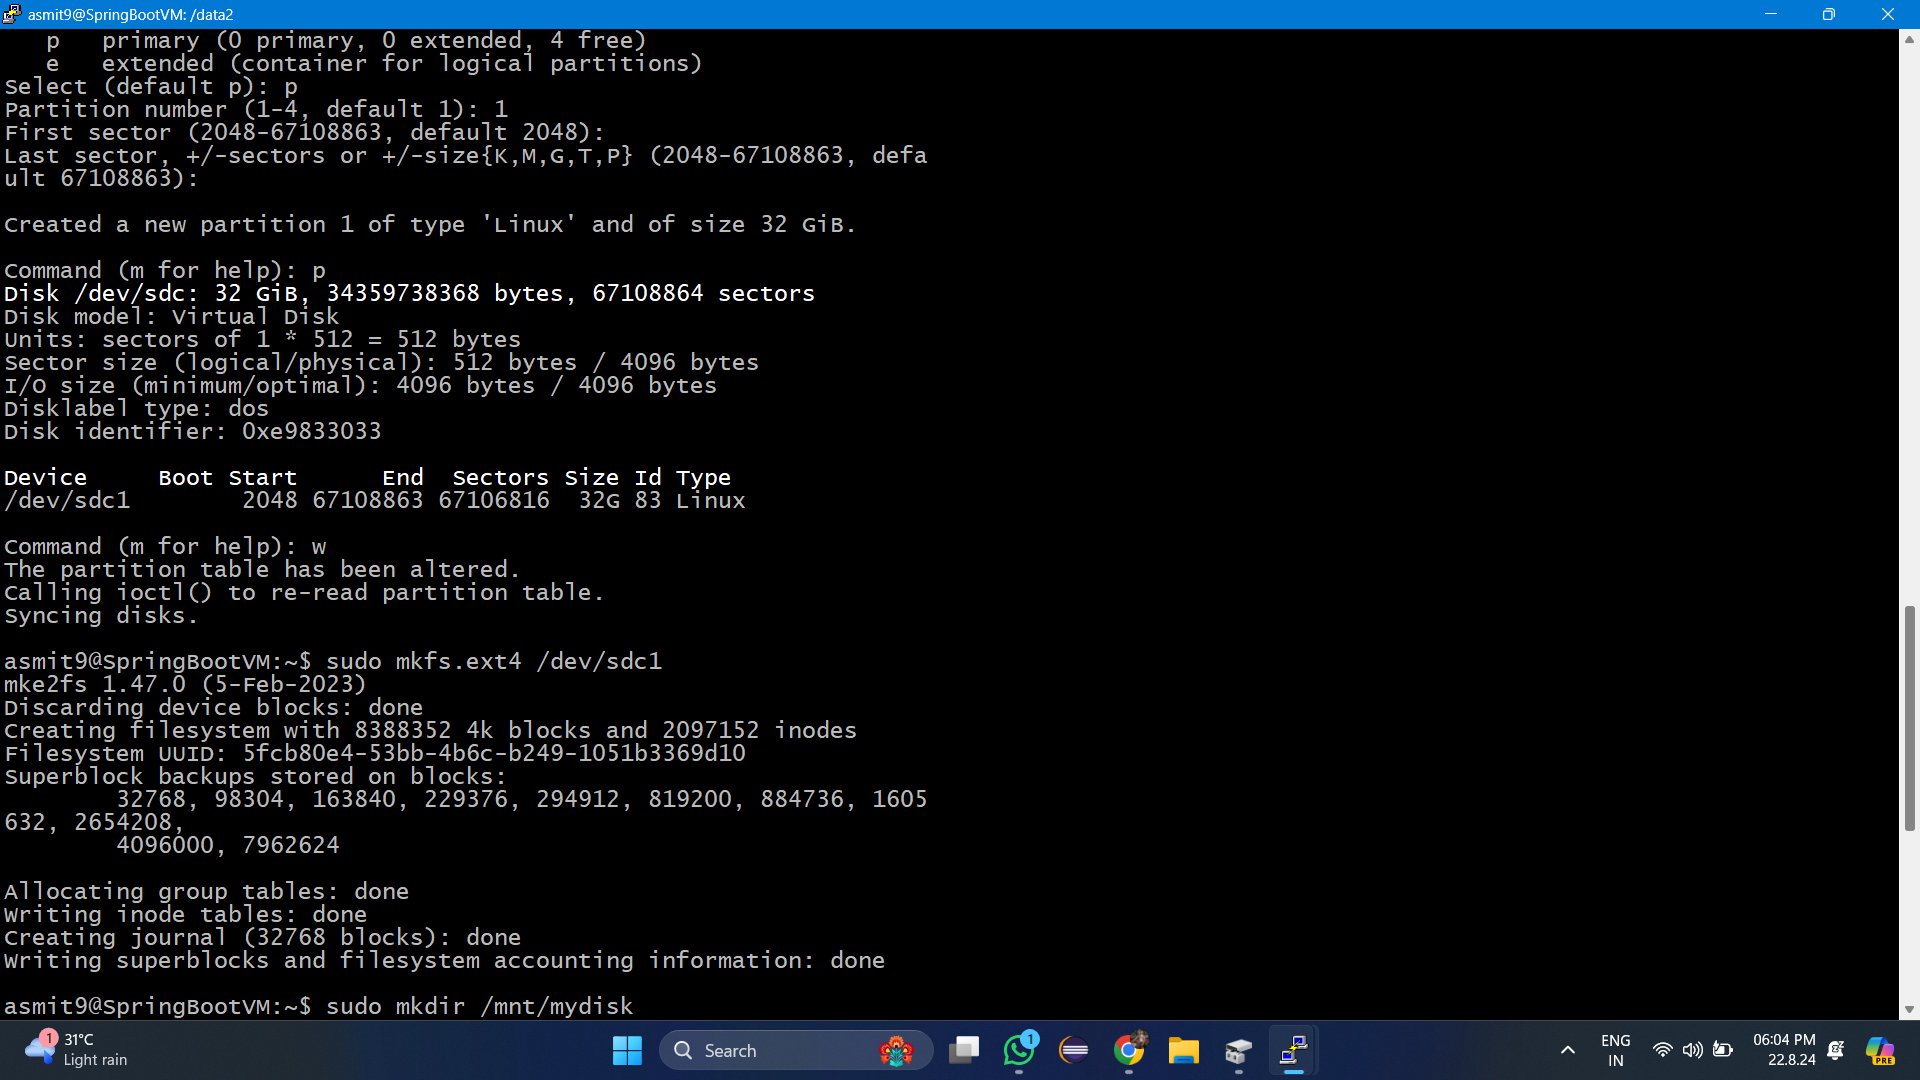 asmit9@SpringBootVM: /data2
p   primary (0 primary, 0 extended, 4 free)
e   extended (container for logical partitions)
Select (default p): p
Partition number (1-4, default 1): 1
First sector (2048-67108863, default 2048):
Last sector, +/-sectors or +/-size{K,M,G,T,P} (2048-67108863, defa
ult 67108863):
Created a new partition 1 of type 'Linux' and of size 32 GiB.
Command (m for help): p
Disk /dev/sdc: 32 GiB, 34359738368 bytes, 67108864 sectors
Disk model: Virtual Disk
Units: sectors of 1 * 512 = 512 bytes
Sector size (logical/physical): 512 bytes / 4096 bytes
I/O size (minimum/optimal): 4096 bytes / 4096 bytes
Disklabel type: dos
Disk identifier: 0xe9833033
Device     Boot Start      End  Sectors Size Id Type
/dev/sdc1        2048 67108863 67106816  32G 83 Linux
Command (m for help): w
The partition table has been altered.
Calling ioctl() to re-read partition table.
Syncing disks.
asmit9@SpringBootVM:~$ sudo mkfs.ext4 /dev/sdc1
mke2fs 1.47.0 (5-Feb-2023)
Discarding device blocks: done
Creating filesystem with 8388352 4k blocks and 2097152 inodes
Filesystem UUID: 5fcb80e4-53bb-4b6c-b249-1051b3369d10
Superblock backups stored on blocks:
32768, 98304, 163840, 229376, 294912, 819200, 884736, 1605
632, 2654208,
4096000, 7962624
Allocating group tables: done
Writing inode tables: done
Creating journal (32768 blocks): done
Writing superblocks and filesystem accounting information: done
asmit9@SpringBootVM:~$ sudo mkdir /mnt/mydisk
1
31°C
Light rain
Search
1
ENG
IN
06:04 PM
22.8.24
PRE